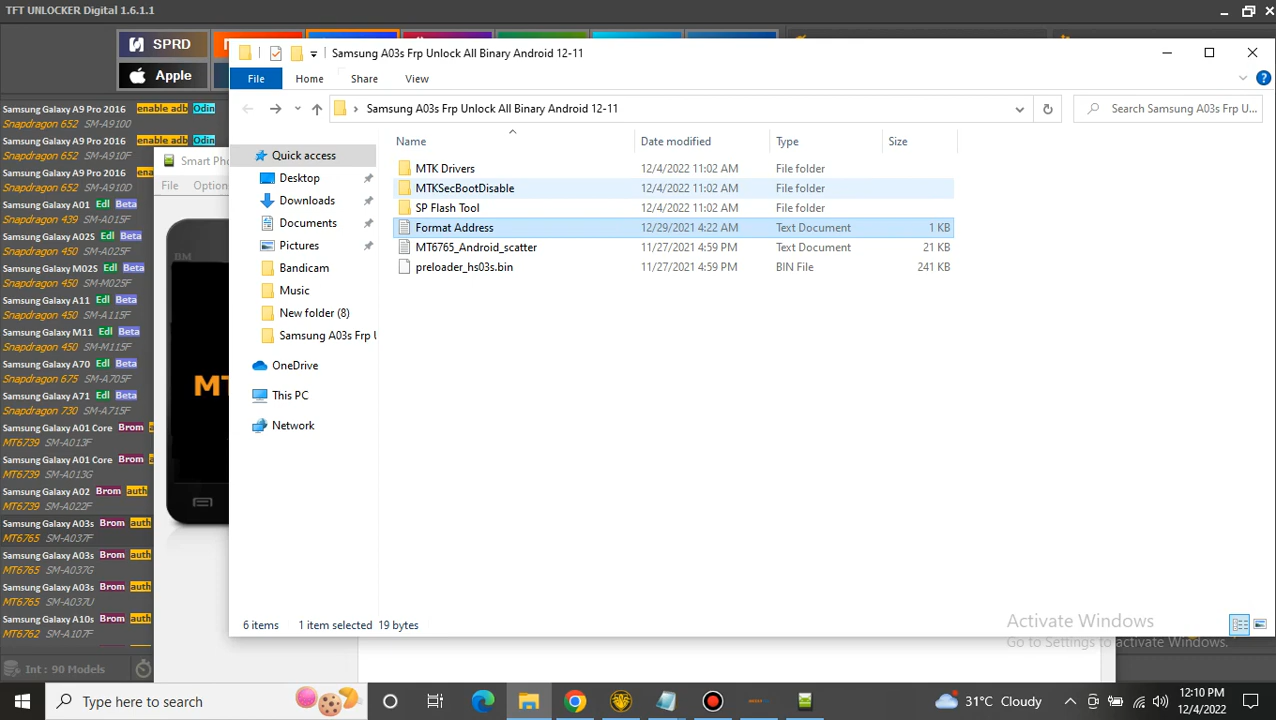 TFT UNLOCKER Digital 1.6.1.1
SPRD
Apple
Samsung Galaxy A9 Pro 2016 enable adb Odin
Snapdragon 652 SM-A9100
Samsung Galaxy A9 Pro 2016 enable adb Odin
Snapdragon 652 SM-A910F
Samsung Galaxy A9 Pro 2016
Snapdragon 652 SM-A910D
Samsung Galaxy A01 Edl Beta
Snapdragon 439 SM-A015F
Samsung Galaxy A02S Edl Beta
Snapdragon 450 SM-A025F
Samsung Galaxy M02S Edl Beta
Snapdragon 450 SM-M025F
Samsung Galaxy A11 Edl Beta
Snapdragon 450 SM-A115F
Samsung Galaxy M11 Edl Beta
Snapdragon 450 SM-M115F
Samsung Galaxy A70 Edl Beta
Snapdragon 675 SM-A705F
Samsung Galaxy A71 Edl Beta
Snapdragon 730 SM-A715F
Samsung Galaxy A01 Core Brom
MT6739 SM-A013F
Samsung Galaxy A01 Core Brom
MT6739 SM-A013G
Samsung Galaxy A02 Brom auth
MT6739 SM-A022F
Samsung Galaxy A03s Brom auth
MT6765 SM-A037F
Samsung Galaxy A03s Brom auth
MT6765 SM-A037G
Samsung Galaxy A03s Brom auth
MT6765 SM-A037U
Samsung Galaxy A10s Brom auth
MT6762 SM-A107F
Int : 90 Models
Smart Ph
File Option
BM
MT
Samsung A03s Frp Unlock All Binary Android 12-11
File Home Share View
Samsung A03s Frp Unlock All Binary Android 12-11
Search Samsung A03s Frp U...
Quick access
Desktop
Downloads
Documents
Pictures
Bandicam
Music
New folder (8)
Samsung A03s Frp U
OneDrive
This PC
Network
Name Date modified Type Size
MTK Drivers 12/4/2022 11:02 AM File folder
MTKSecBootDisable 12/4/2022 11:02 AM File folder
SP Flash Tool 12/4/2022 11:02 AM File folder
Format Address 12/29/2021 4:22 AM Text Document 1 KB
MT6765_Android_scatter 11/27/2021 4:59 PM Text Document 21 KB
preloader_hs03s.bin 11/27/2021 4:59 PM BIN File 241 KB
6 items 1 item selected 19 bytes
Activate Windows
Go to Settings to activate Windows.
Type here to search
31°C Cloudy
12:10 PM
12/4/2022